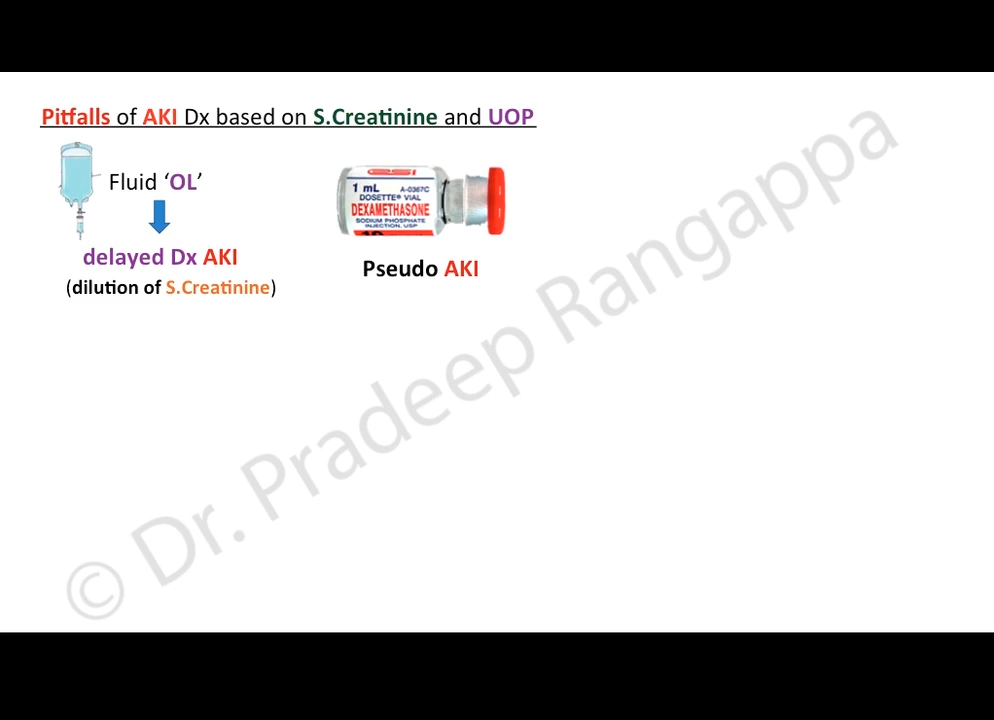 Pitfalls of AKI Dx based on S.Creatinine and UOP
Fluid ‘OL’
delayed Dx AKI
(dilution of S.Creatinine)
1 mL
A-0367C
DOSETTE® VIAL
DEXAMETHASONE
SODIUM PHOSPHATE
INJECTION, USP
Pseudo AKI
© Dr. Pradeep Rangappa